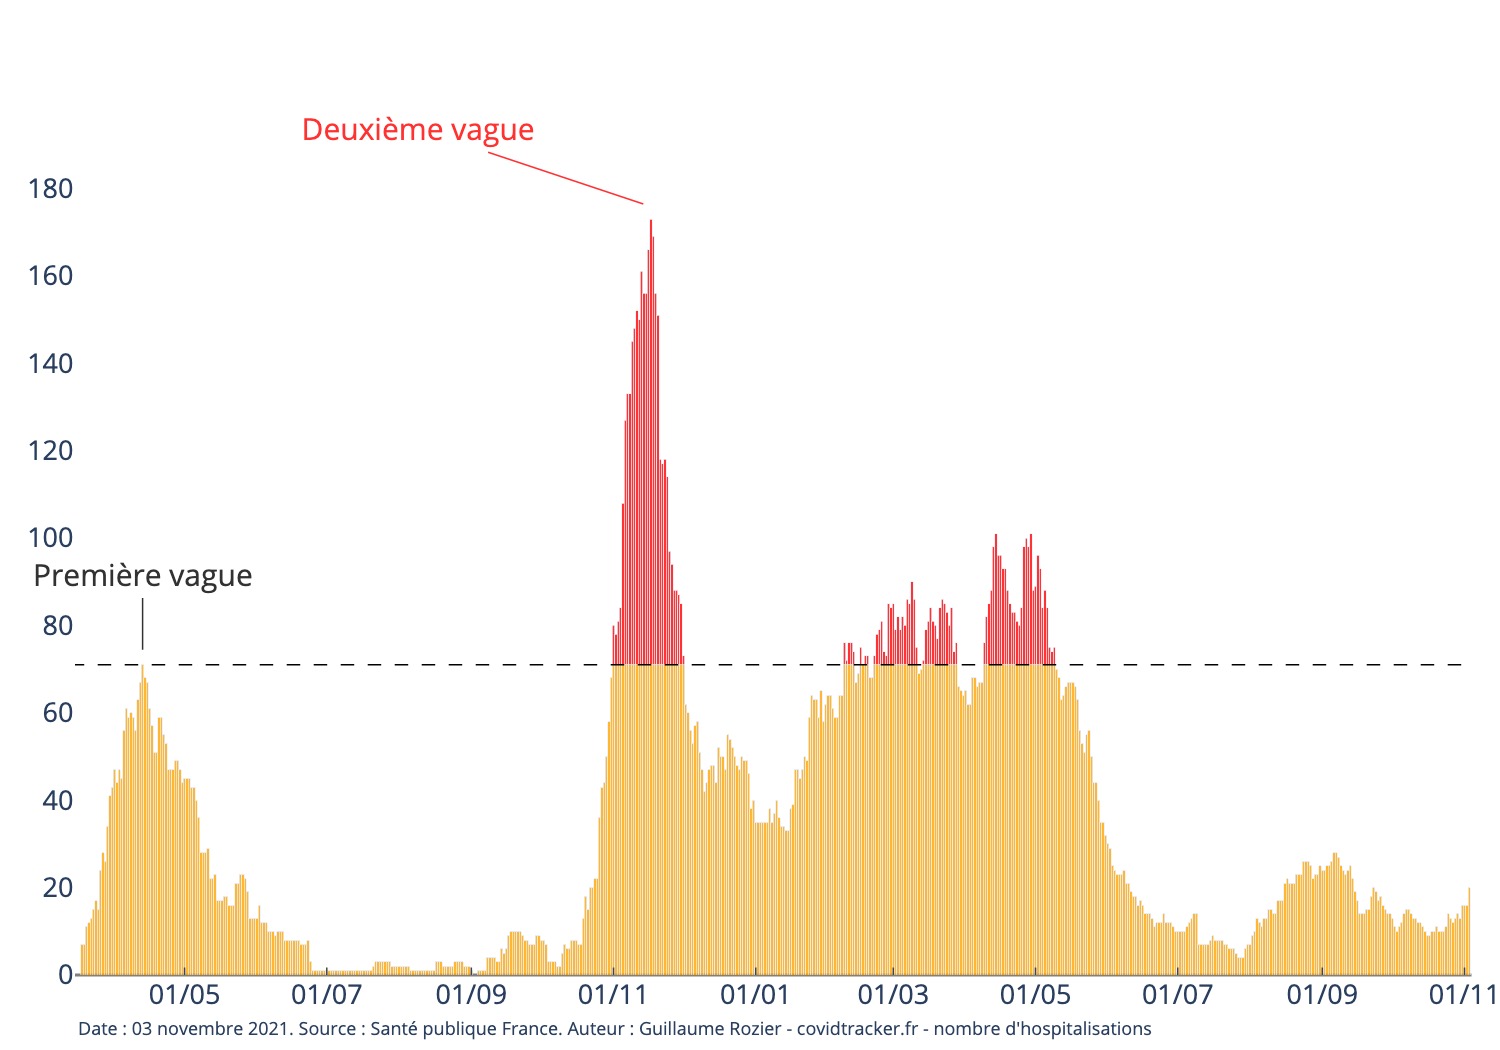 Deuxième vague
180
160
140
120
100
Première vague
80
60
40
20
0
01/05 01/07 01/09 01/11 01/01 01/03 01/05 01/07 01/09 01/11
Date : 03 novembre 2021. Source : Santé publique France. Auteur : Guillaume Rozier - covidtracker.fr - nombre d'hospitalisations